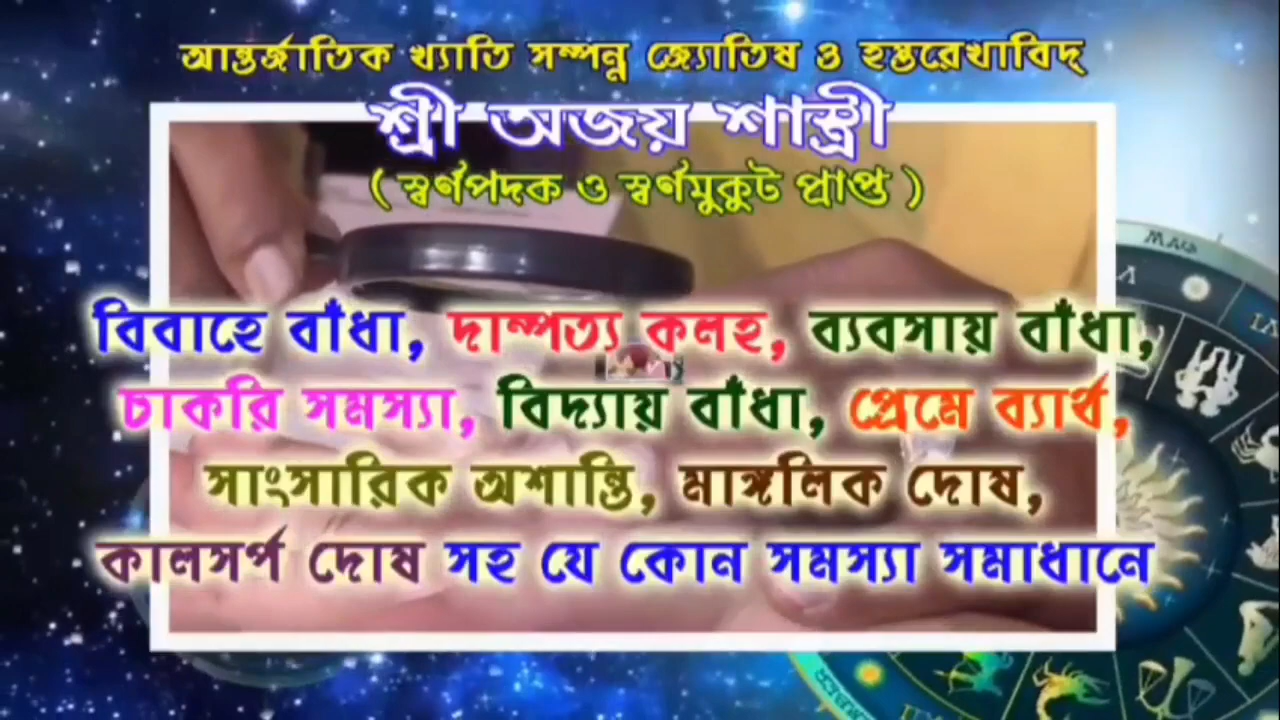 আন্তর্জাতিক খ্যাতি সম্পন্ন জ্যোতিষ ও হস্তরেখাবিদ্
শ্রী অজয় শাস্ত্রী
( স্বর্ণপদক ও স্বর্ণমুকুট প্রাপ্ত )
বিবাহে বাঁধা, দাম্পত্য কলহ, ব্যবসায় বাঁধা,
চাকরি সমস্যা, বিদ্যায় বাঁধা, প্রেমে ব্যার্থ,
সাংসারিক অশান্তি, মাঙ্গলিক দোষ,
কালসর্প দোষ সহ যে কোন সমস্যা সমাধানে